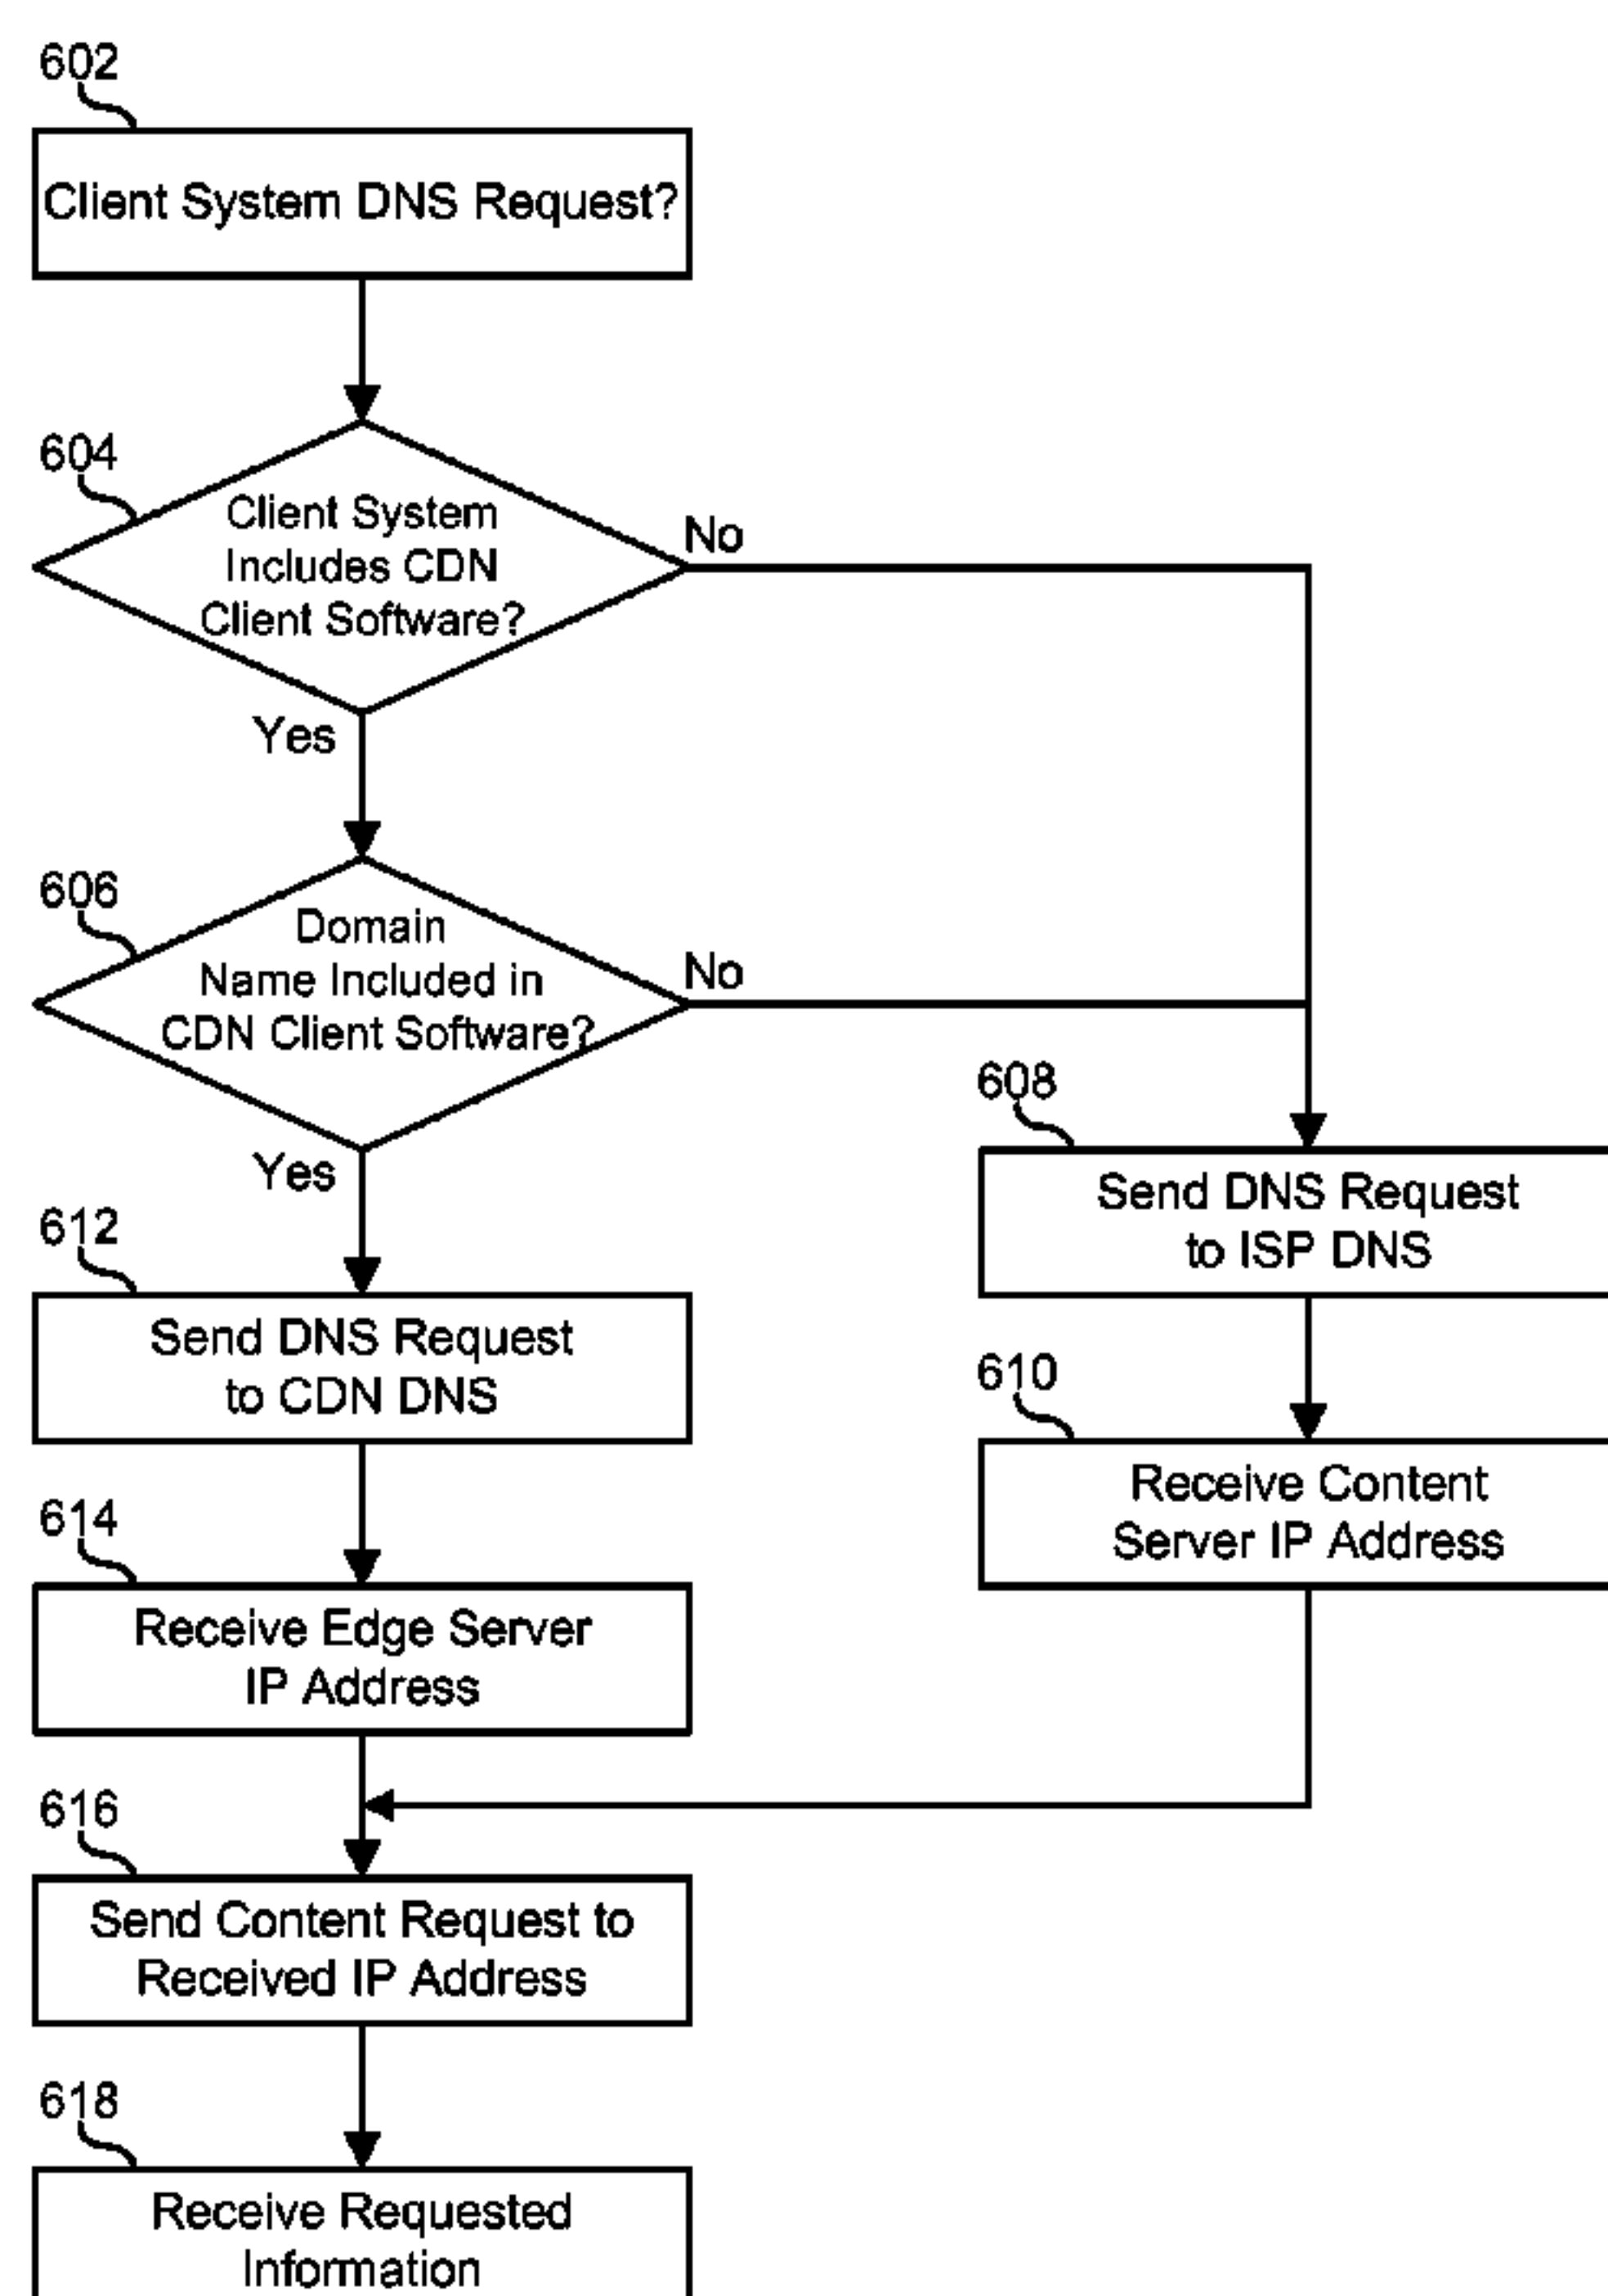 602
Client System DNS Request?
604
Client System
Includes CDN
Client Software?
No
Yes
606
Domain
Name Included in
CDN Client Software?
No
Yes
608
Send DNS Request
to ISP DNS
612
Send DNS Request
to CDN DNS
610
Receive Content
Server IP Address
614
Receive Edge Server
IP Address
616
Send Content Request to
Received IP Address
618
Receive Requested
Information